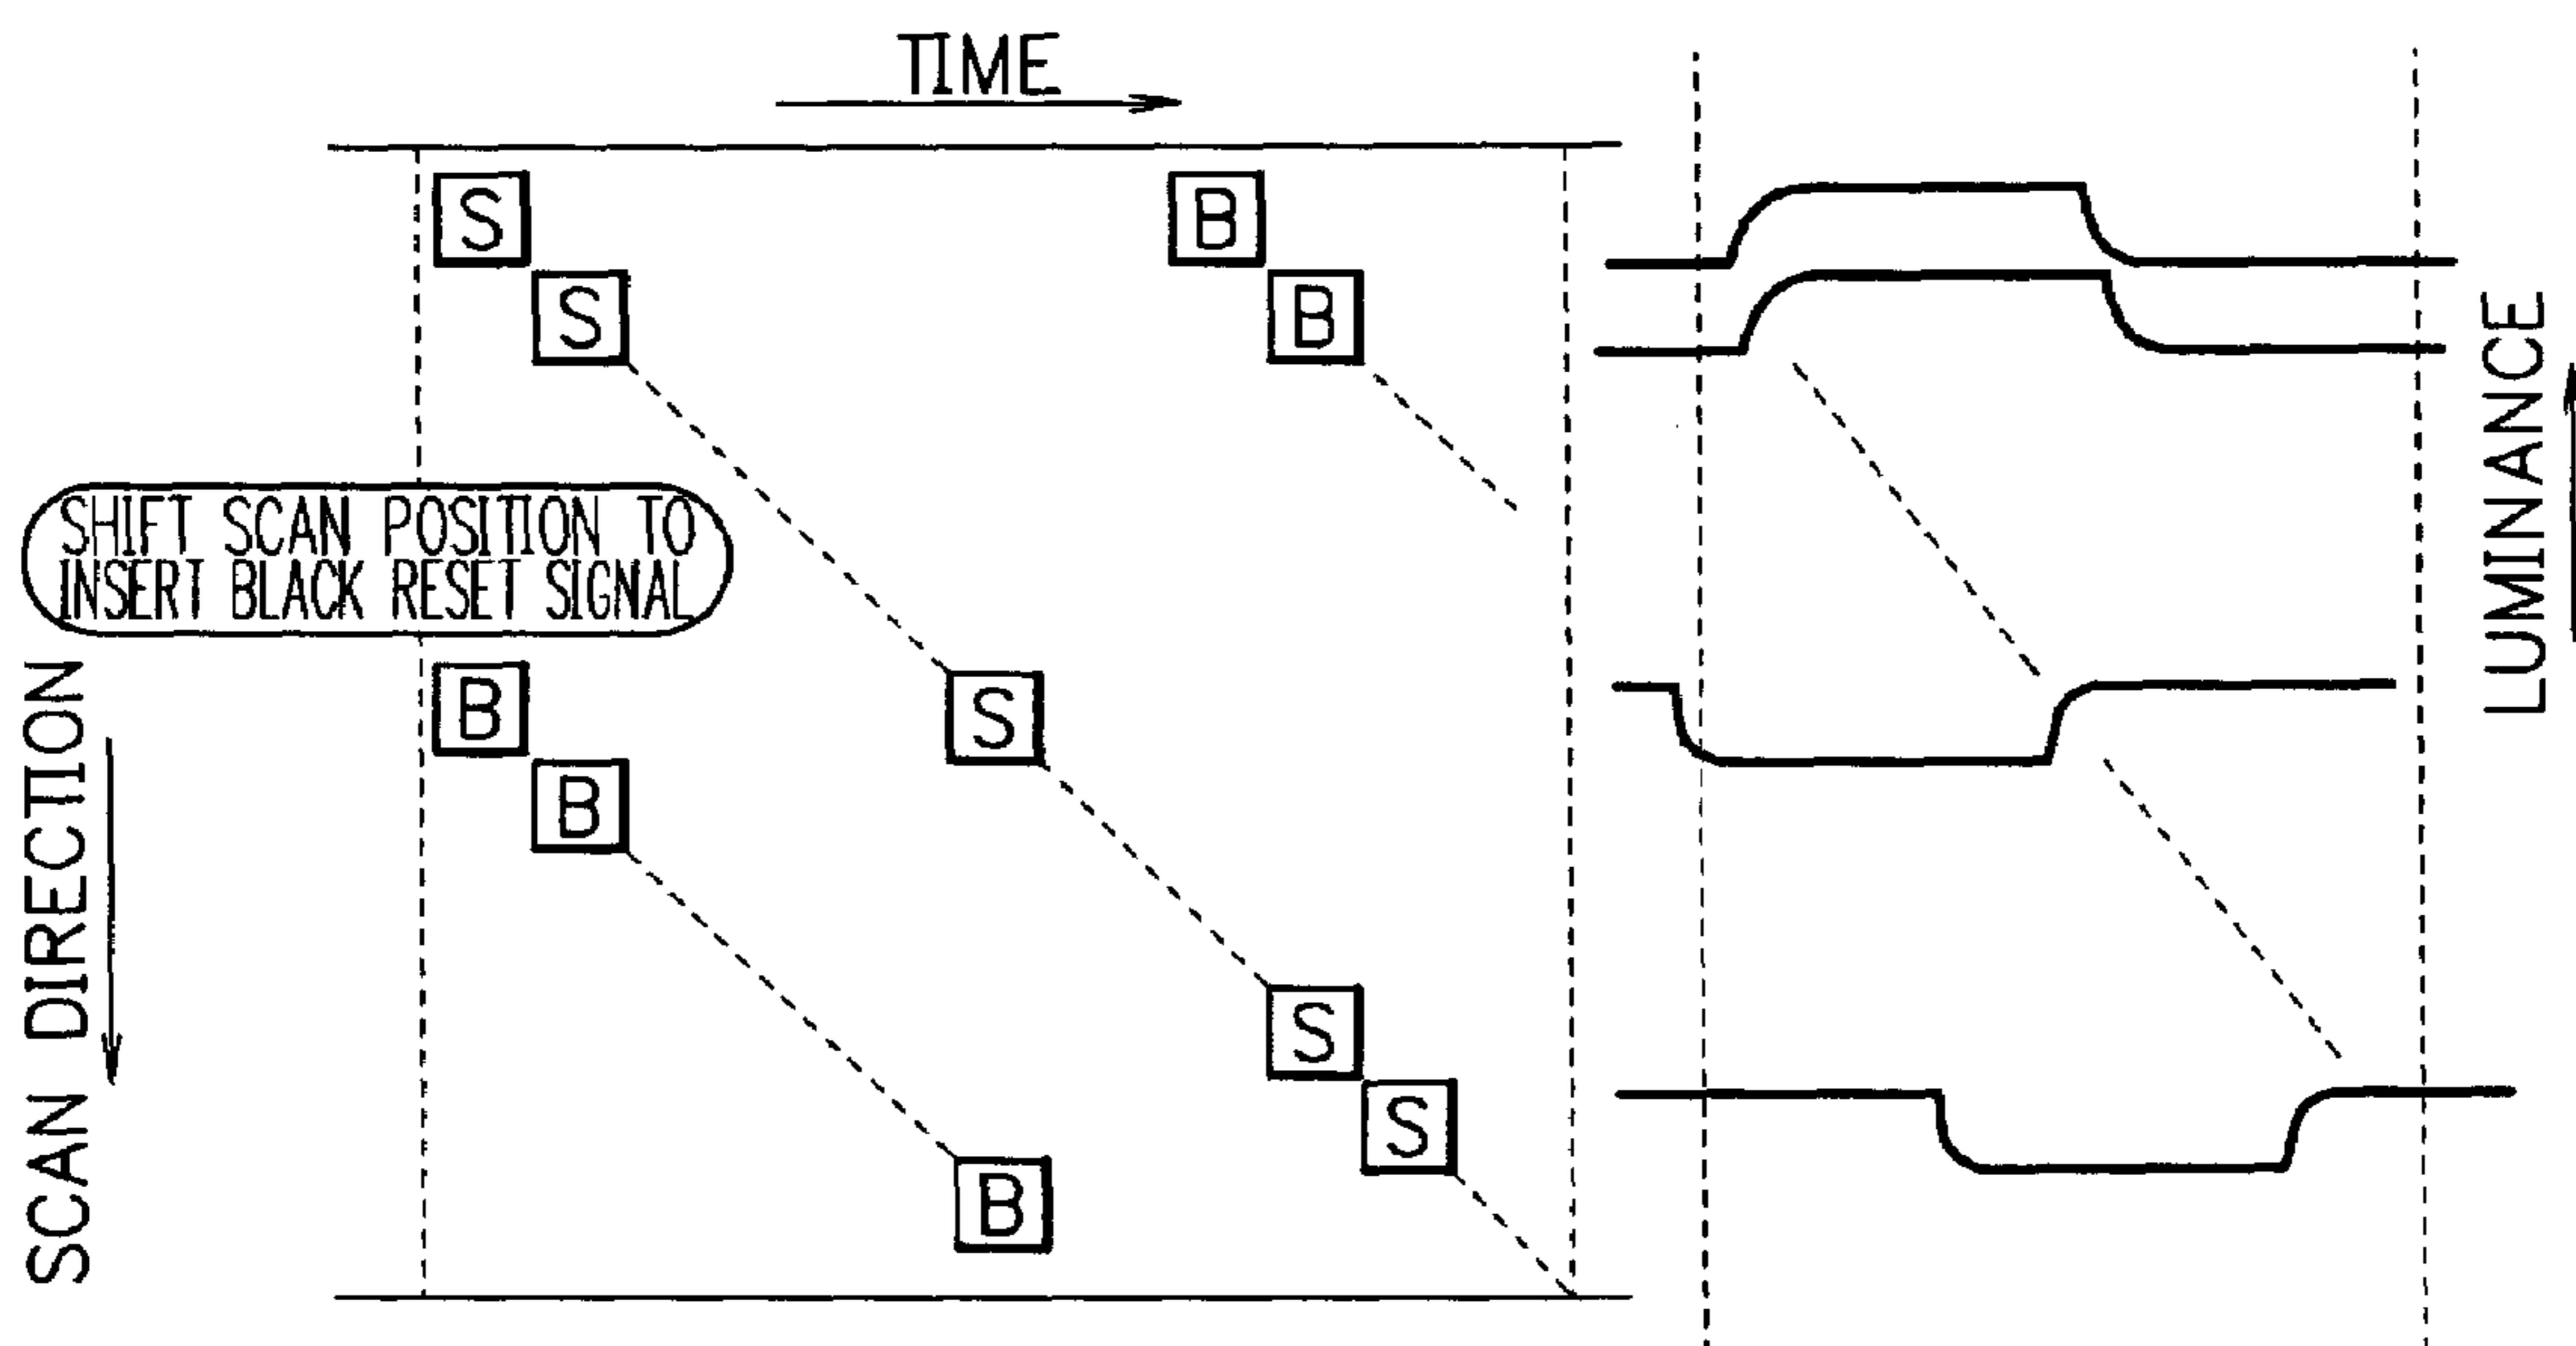 TIME
S
B
S
B
SHIFT SCAN POSITION TO
INSERT BLACK RESET SIGNAL
B
S
B
S
S
B
SCAN DIRECTION
LUMINANCE